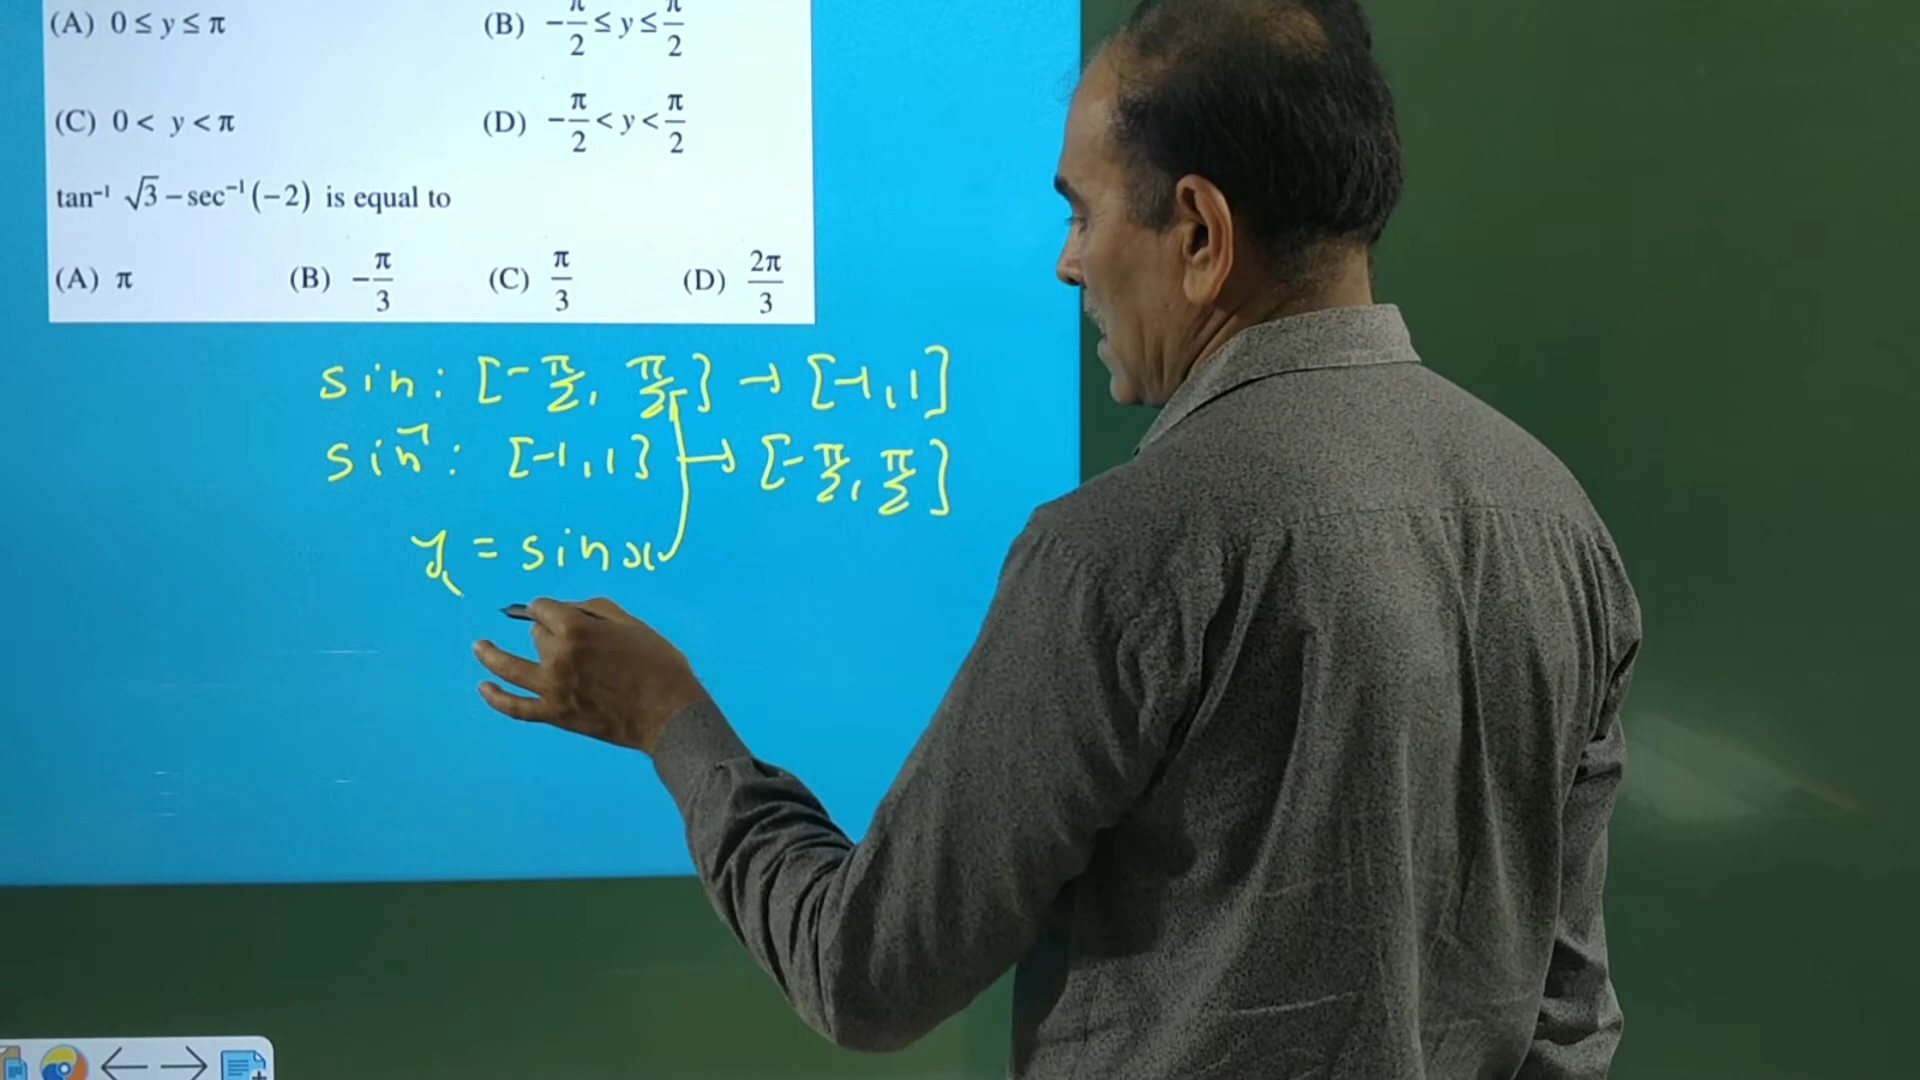 (A) 0 ≤ y ≤ π (B) −π/2 ≤ y ≤ π/2
(C) 0 < y < π (D) −π/2 < y < π/2
tan⁻¹ √3 − sec⁻¹ (−2) is equal to
(A) π (B) −π/3 (C) π/3 (D) 2π/3
sin : [-π/2, π/2] → [-1, 1]
sin⁻¹ : [-1, 1] → [-π/2, π/2]
y = sin x